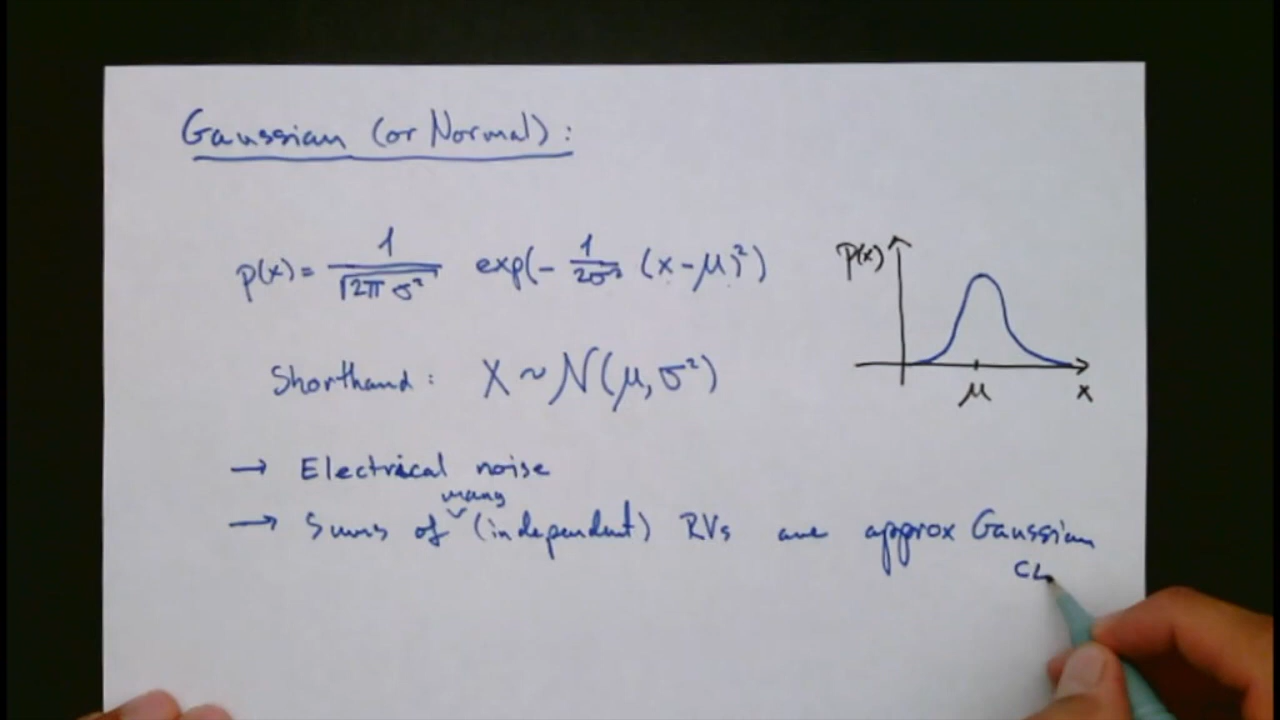 Gaussian (or Normal):
p(x) = 1/√(2πσ²) exp(-1/(2σ²) (x-μ)²)
p(x)
μ
x
Shorthand: X ~ N(μ, σ²)
→ Electrical noise
many
→ Sums of (independent) RVs are approx Gaussian
CL